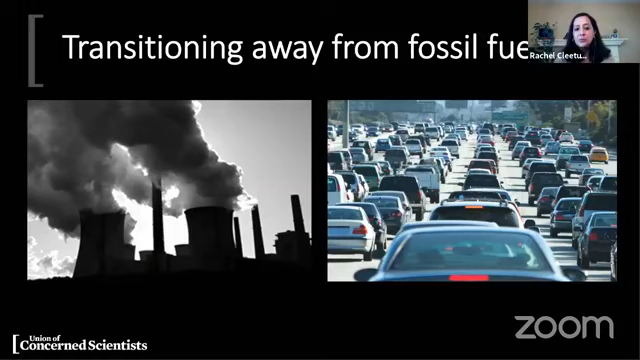 Transitioning away from fossil fue
Rachel Cleetu...
Union of
Concerned Scientists
zoom